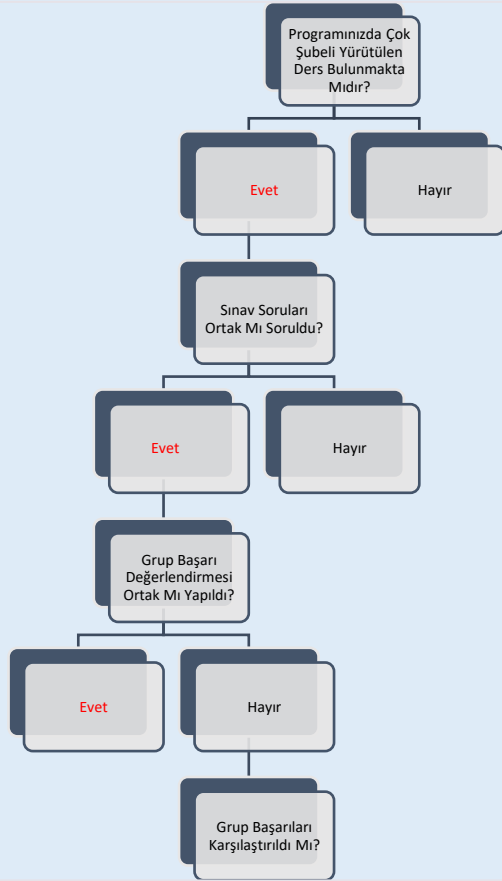 Programınızda Çok
Şubeli Yürütülen
Ders Bulunmakta
Mıdır?
Evet
Hayır
Sınav Soruları
Ortak Mı Soruldu?
Evet
Hayır
Grup Başarı
Değerlendirmesi
Ortak Mı Yapıldı?
Evet
Hayır
Grup Başarıları
Karşılaştırıldı Mı?